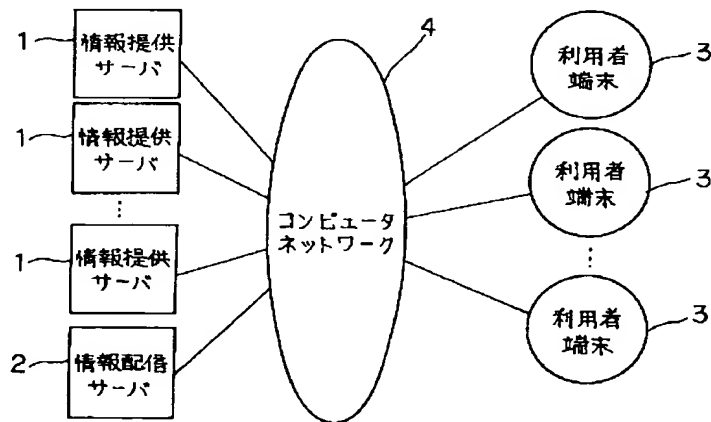 1
情報提供
サーバ
1
情報提供
サーバ
1
情報提供
サーバ
2
情報配信
サーバ
4
コンピュータ
ネットワーク
利用者
端末
3
利用者
端末
3
利用者
端末
3